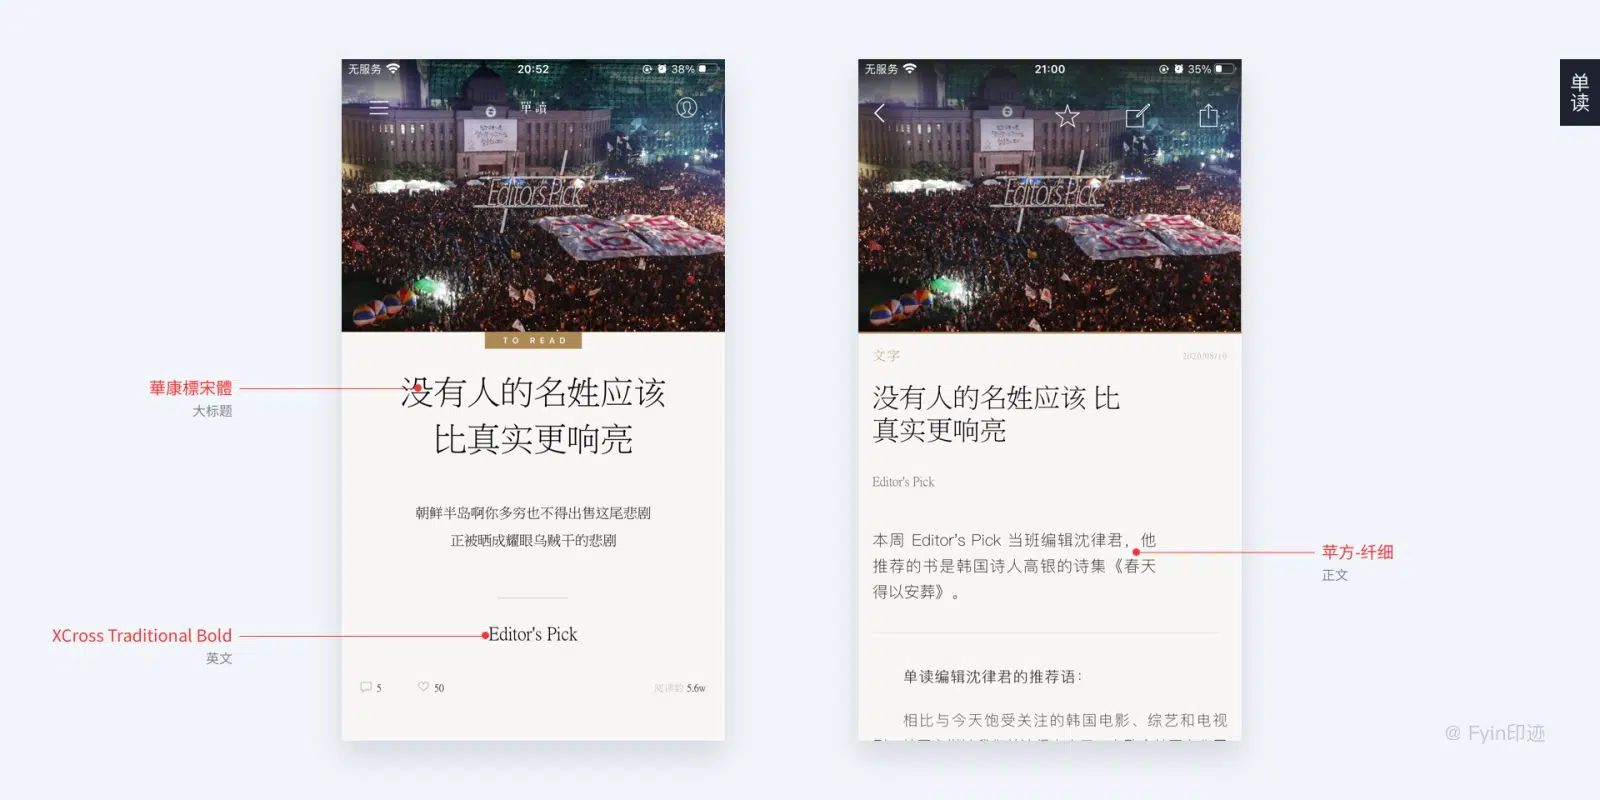 无服务
20:52
38%
單讀
Editor's Pick
TO READ
没有人的名姓应该
比真实更响亮
朝鲜半岛啊你多穷也不得出售这尾悲剧
正被晒成耀眼乌贼干的悲剧
Editor's Pick
5
50
阅读数 5.6w
華康標宋體
大标题
XCross Traditional Bold
英文
无服务
21:00
35%
Editor's Pick
文字
2020/08/10
没有人的名姓应该 比
真实更响亮
Editor's Pick
本周 Editor's Pick 当班编辑沈律君，他
推荐的书是韩国诗人高银的诗集《春天
得以安葬》。
单读编辑沈律君的推荐语：
相比与今天饱受关注的韩国电影、综艺和电视
苹方-纤细
正文
单读
@ Fyin印迹